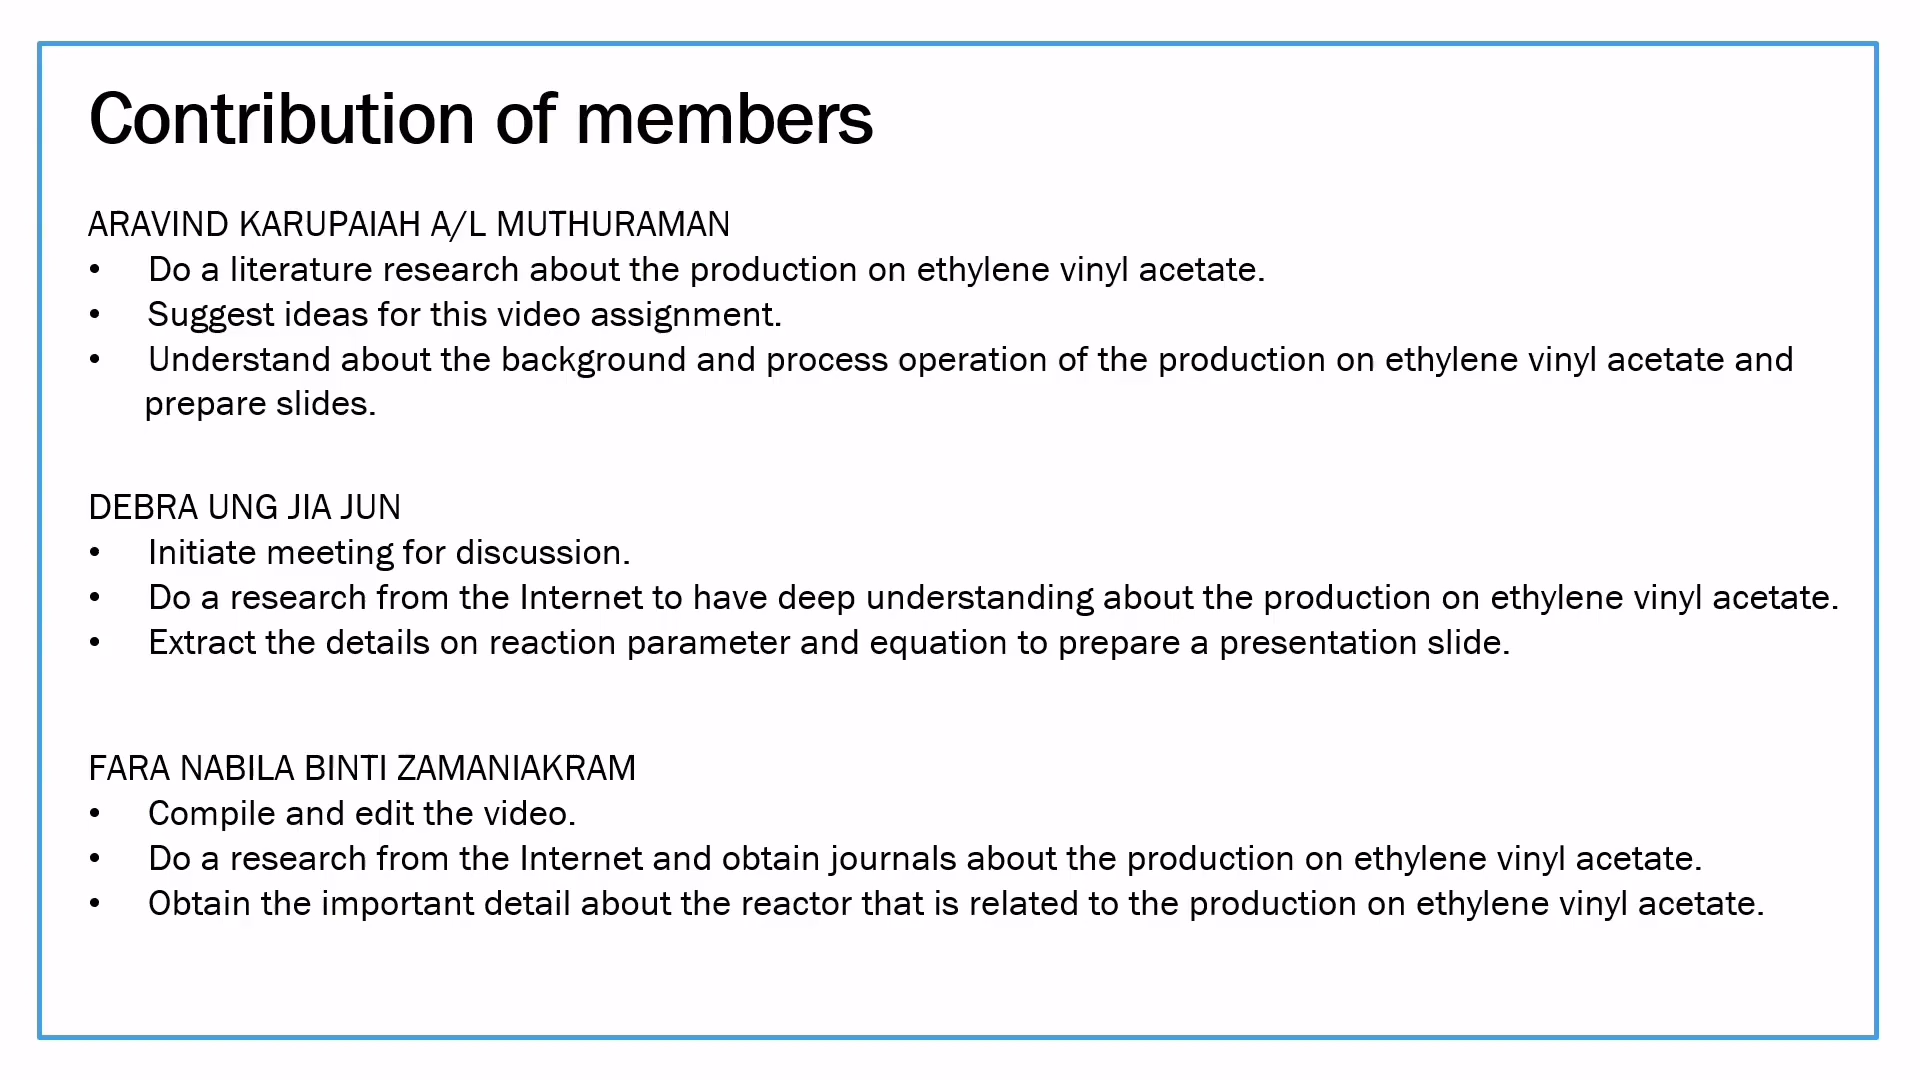 Contribution of members
ARAVIND KARUPAIAH A/L MUTHURAMAN
• Do a literature research about the production on ethylene vinyl acetate.
• Suggest ideas for this video assignment.
• Understand about the background and process operation of the production on ethylene vinyl acetate and
prepare slides.
DEBRA UNG JIA JUN
• Initiate meeting for discussion.
• Do a research from the Internet to have deep understanding about the production on ethylene vinyl acetate.
• Extract the details on reaction parameter and equation to prepare a presentation slide.
FARA NABILA BINTI ZAMANIAKRAM
• Compile and edit the video.
• Do a research from the Internet and obtain journals about the production on ethylene vinyl acetate.
• Obtain the important detail about the reactor that is related to the production on ethylene vinyl acetate.